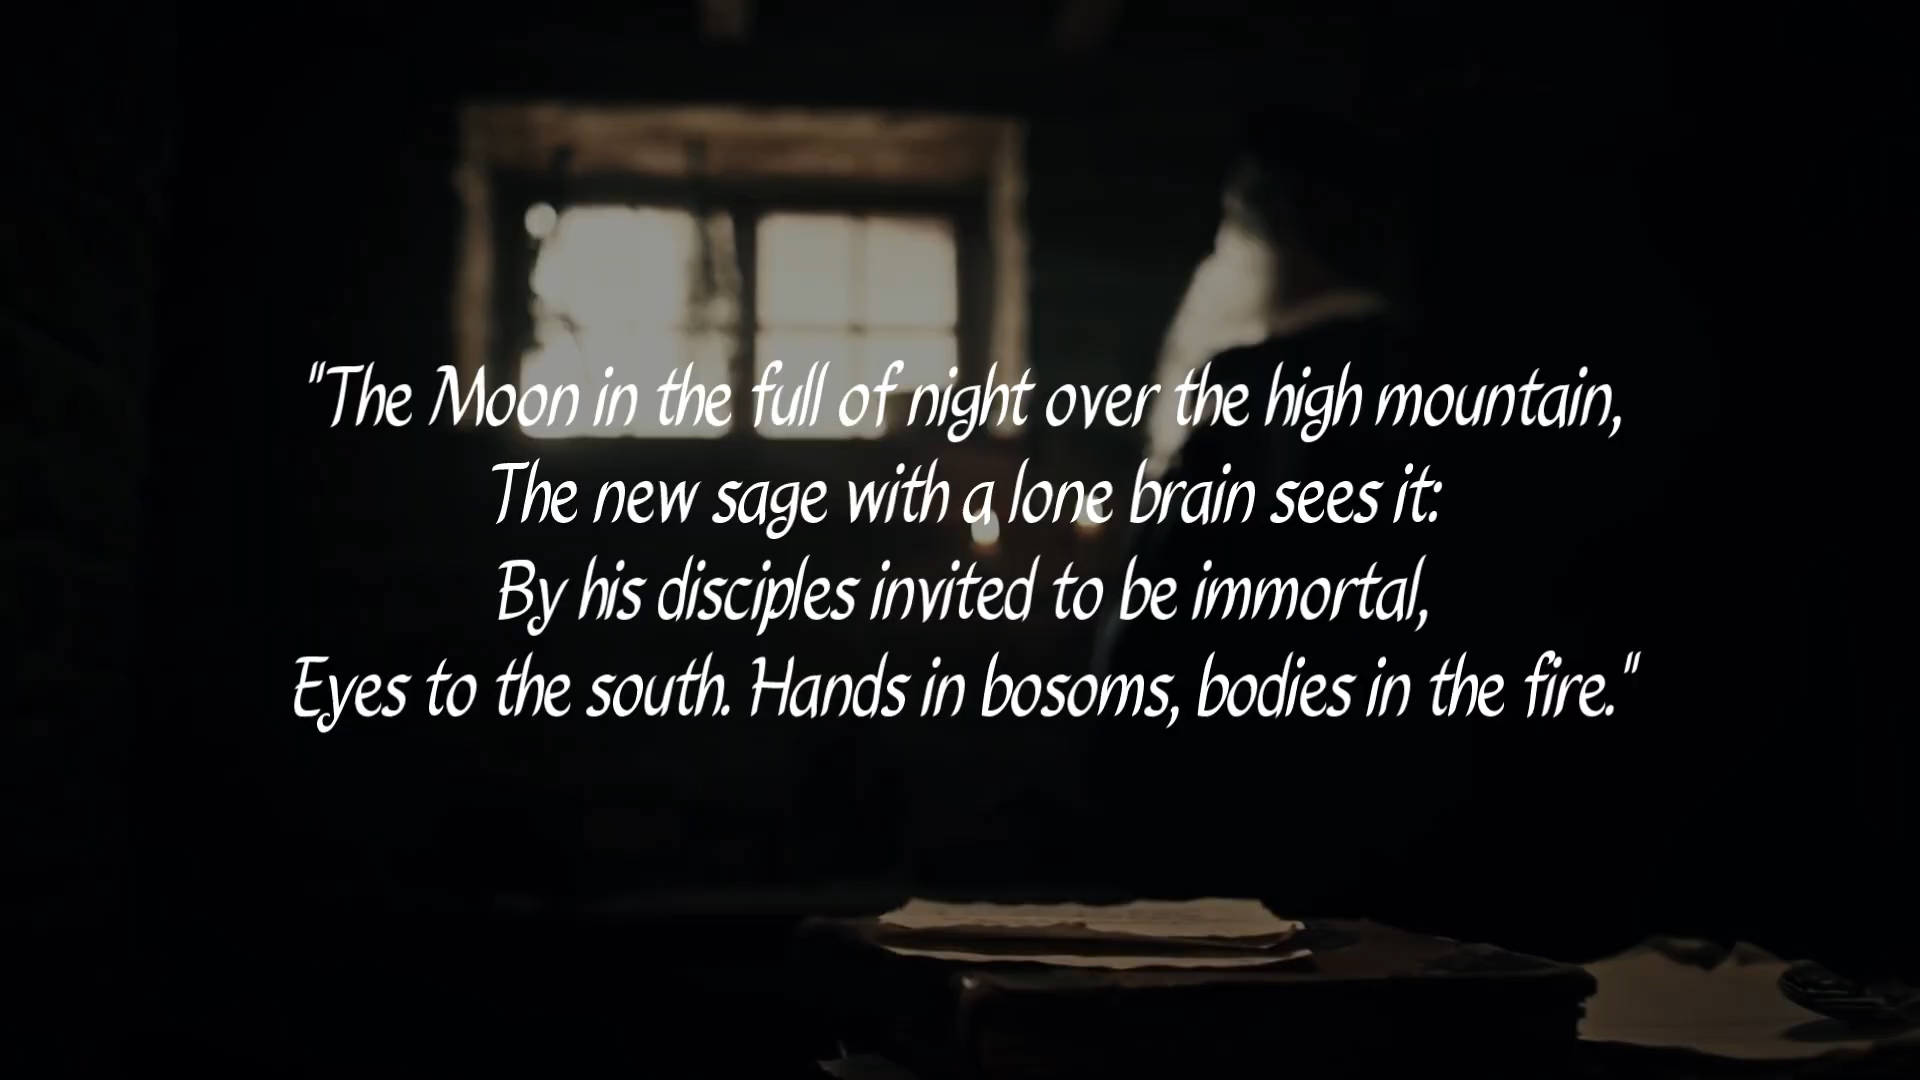 "The Moon in the full of night over the high mountain,
The new sage with a lone brain sees it:
By his disciples invited to be immortal,
Eyes to the south. Hands in bosoms, bodies in the fire."